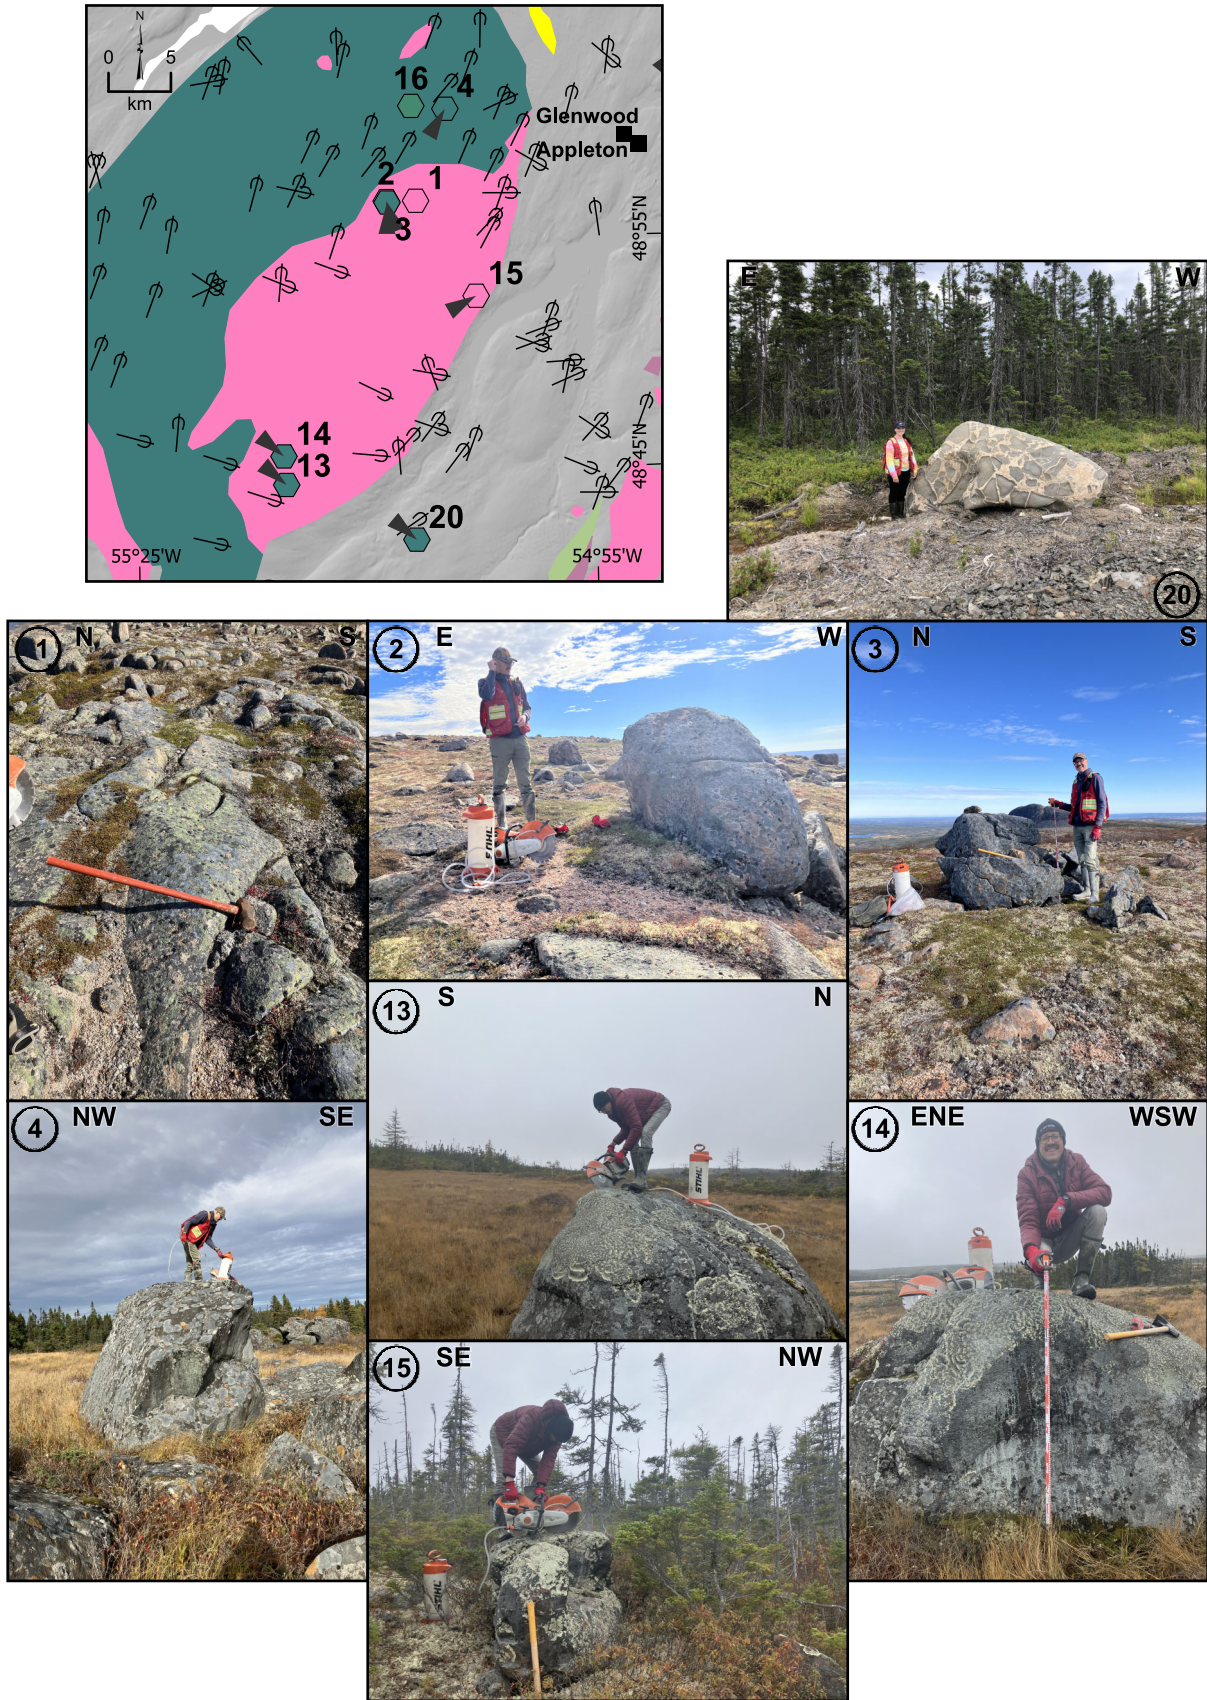 N
0 5
km
16
4
Glenwood
Appleton
2
1
3
48°55'N
15
14
13
48°45'N
20
55°25'W
54°55'W
E W
20
1 N S
2 E W
STIHL
3 N S
13 S N
STIHL
4 NW SE
14 ENE WSW
15 SE NW
STIHL